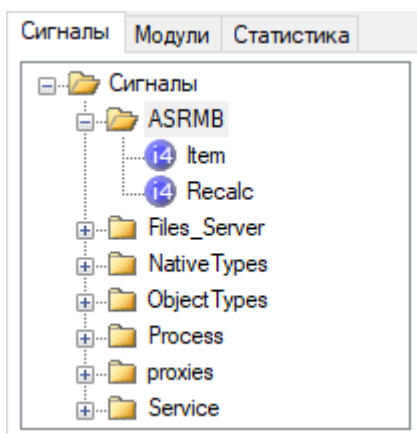 Сигналы Модули Статистика
Сигналы
ASRMB
i4 Item
i4 Recalc
Files_Server
NativeTypes
ObjectTypes
Process
proxies
Service